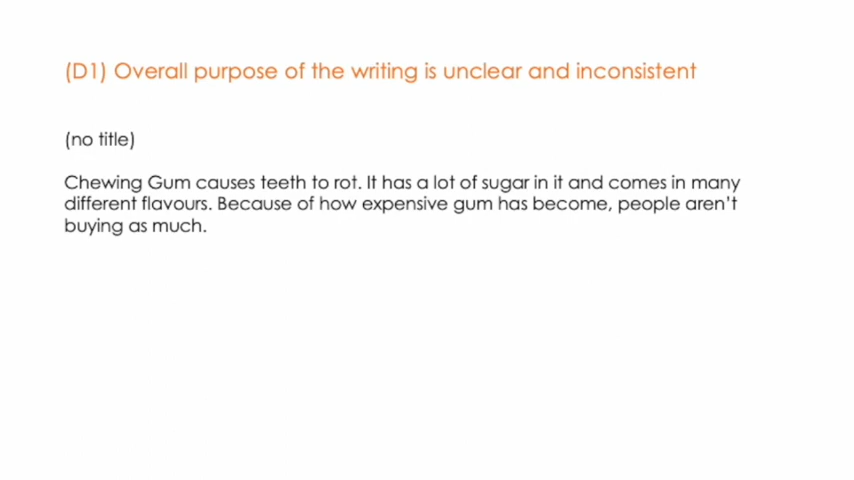 (D1) Overall purpose of the writing is unclear and inconsistent
(no title)
Chewing Gum causes teeth to rot. It has a lot of sugar in it and comes in many
different flavours. Because of how expensive gum has become, people aren't
buying as much.